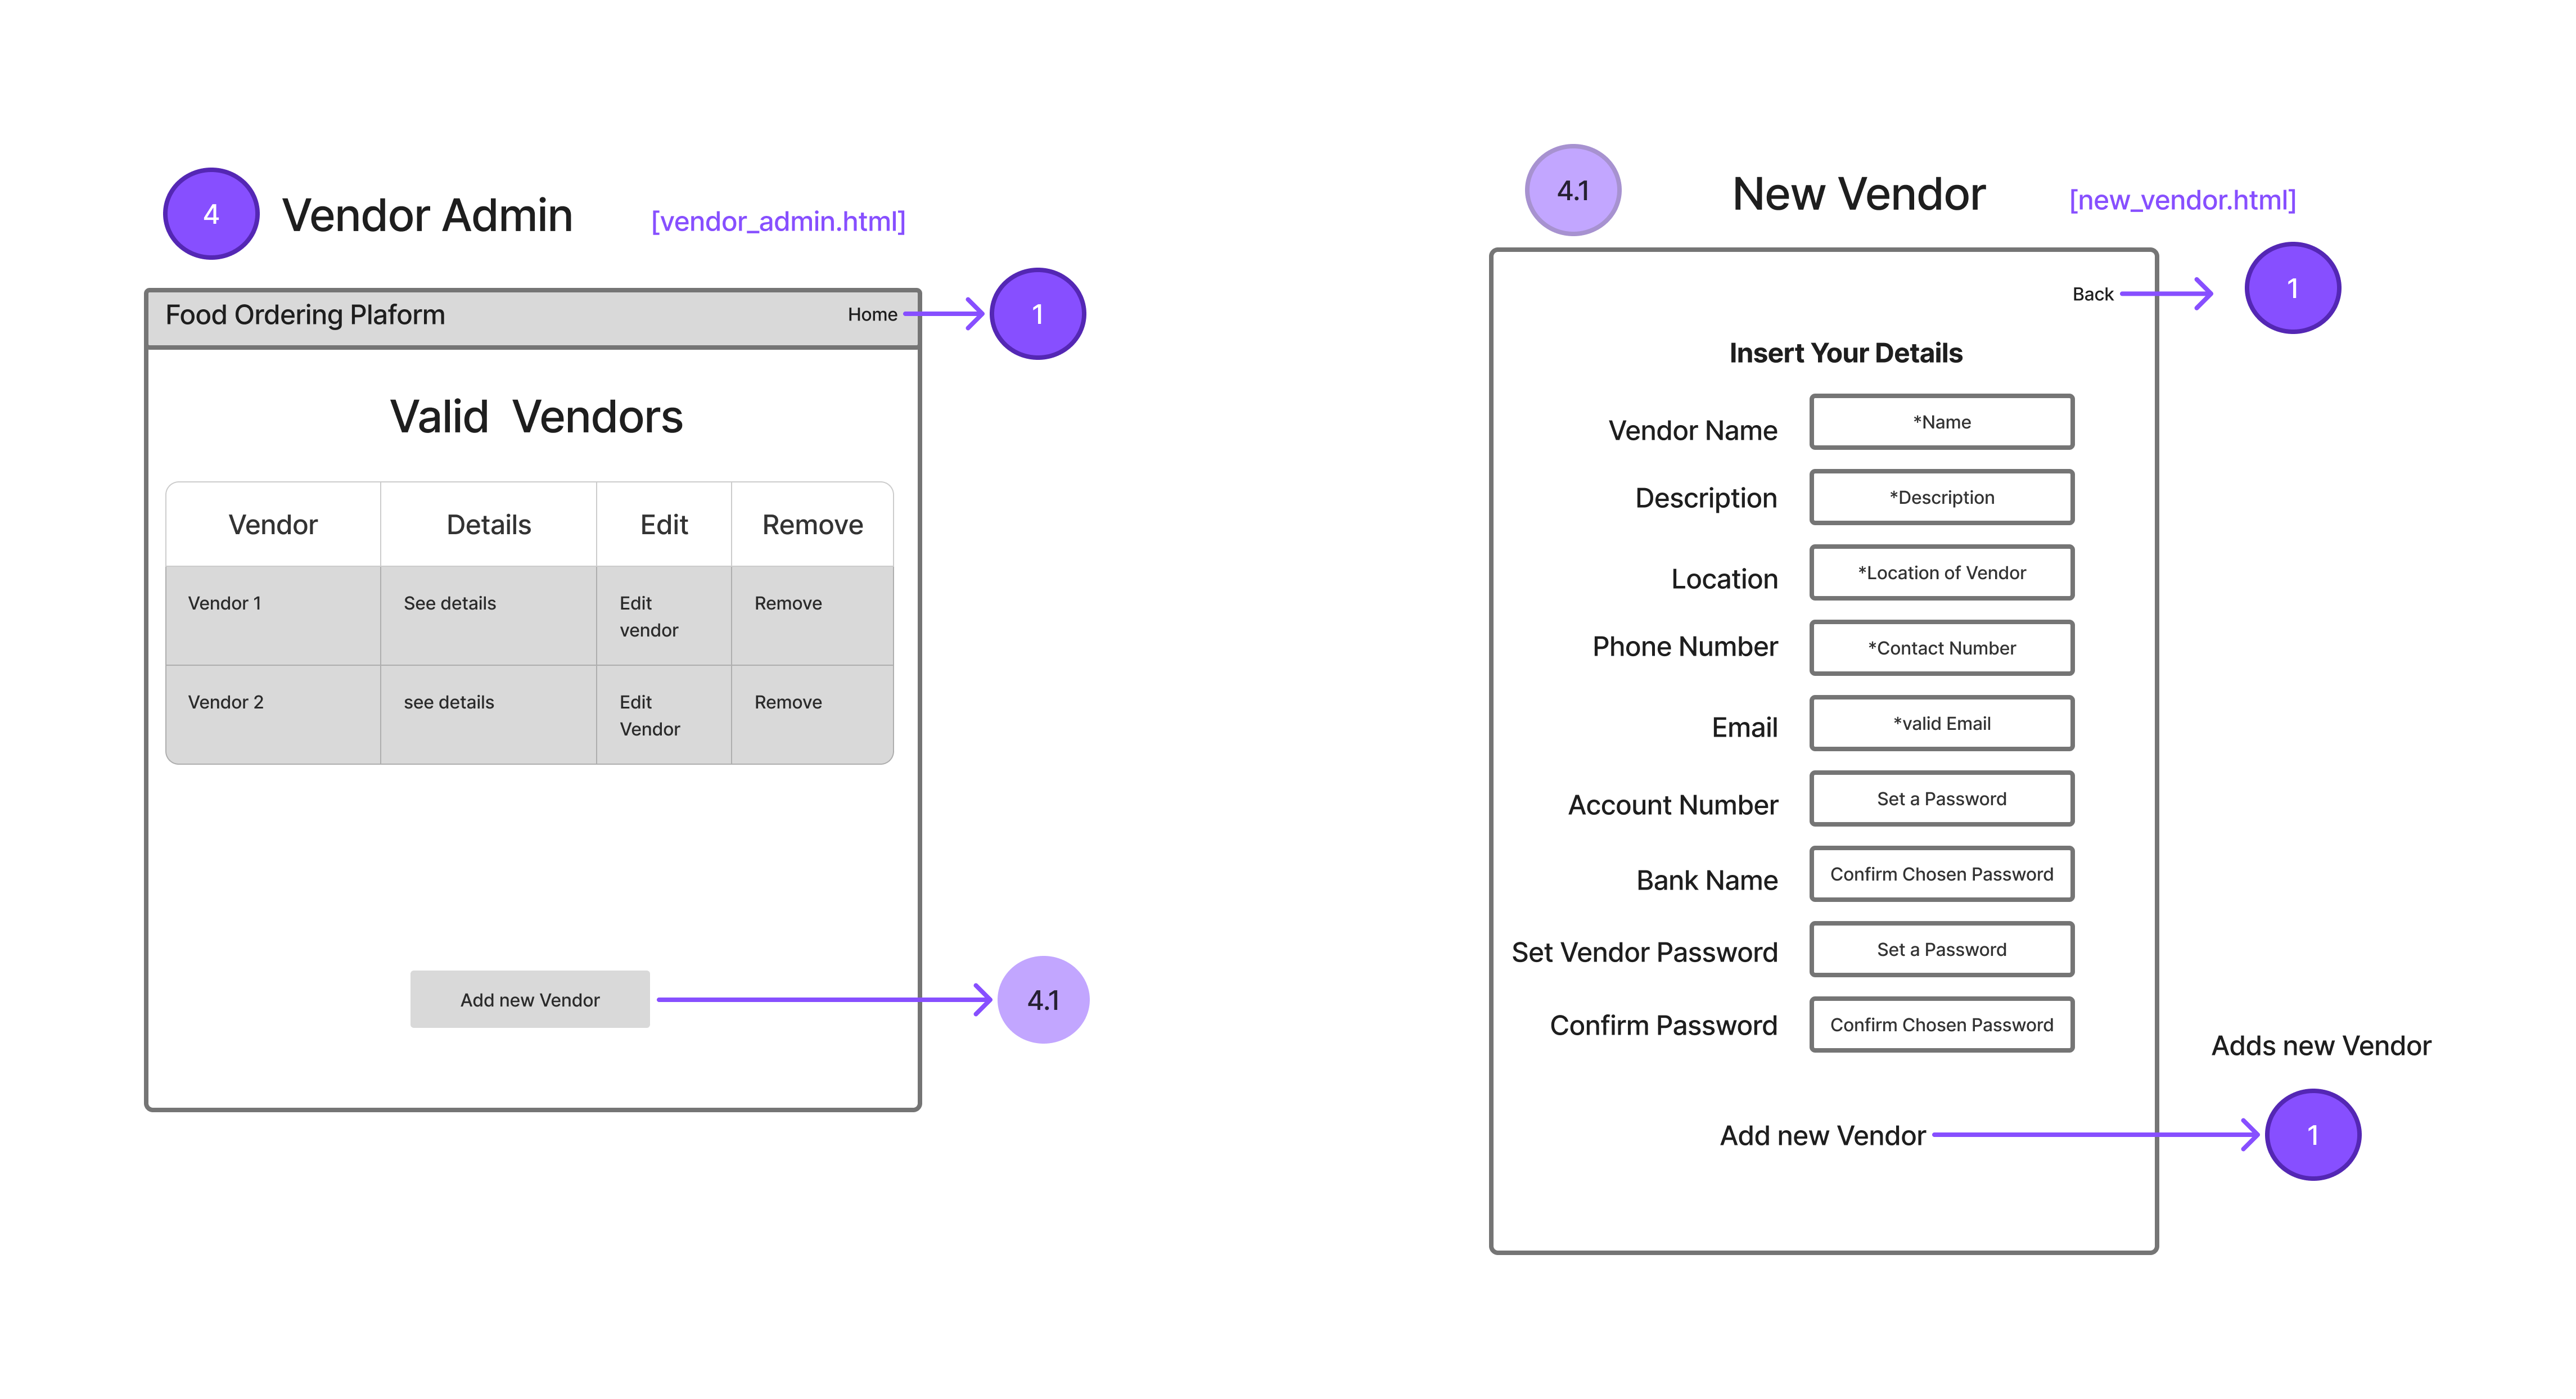 4
Vendor Admin
[vendor_admin.html]
Food Ordering Plaform
Home
1
Valid Vendors
Vendor Details Edit Remove
Vendor 1
See details
Edit
vendor
Remove
Vendor 2
see details
Edit
Vendor
Remove
Add new Vendor
4.1
4.1
New Vendor
[new_vendor.html]
Back
1
Insert Your Details
Vendor Name *Name
Description *Description
Location *Location of Vendor
Phone Number *Contact Number
Email *valid Email
Account Number Set a Password
Bank Name Confirm Chosen Password
Set Vendor Password Set a Password
Confirm Password Confirm Chosen Password
Adds new Vendor
Add new Vendor
1